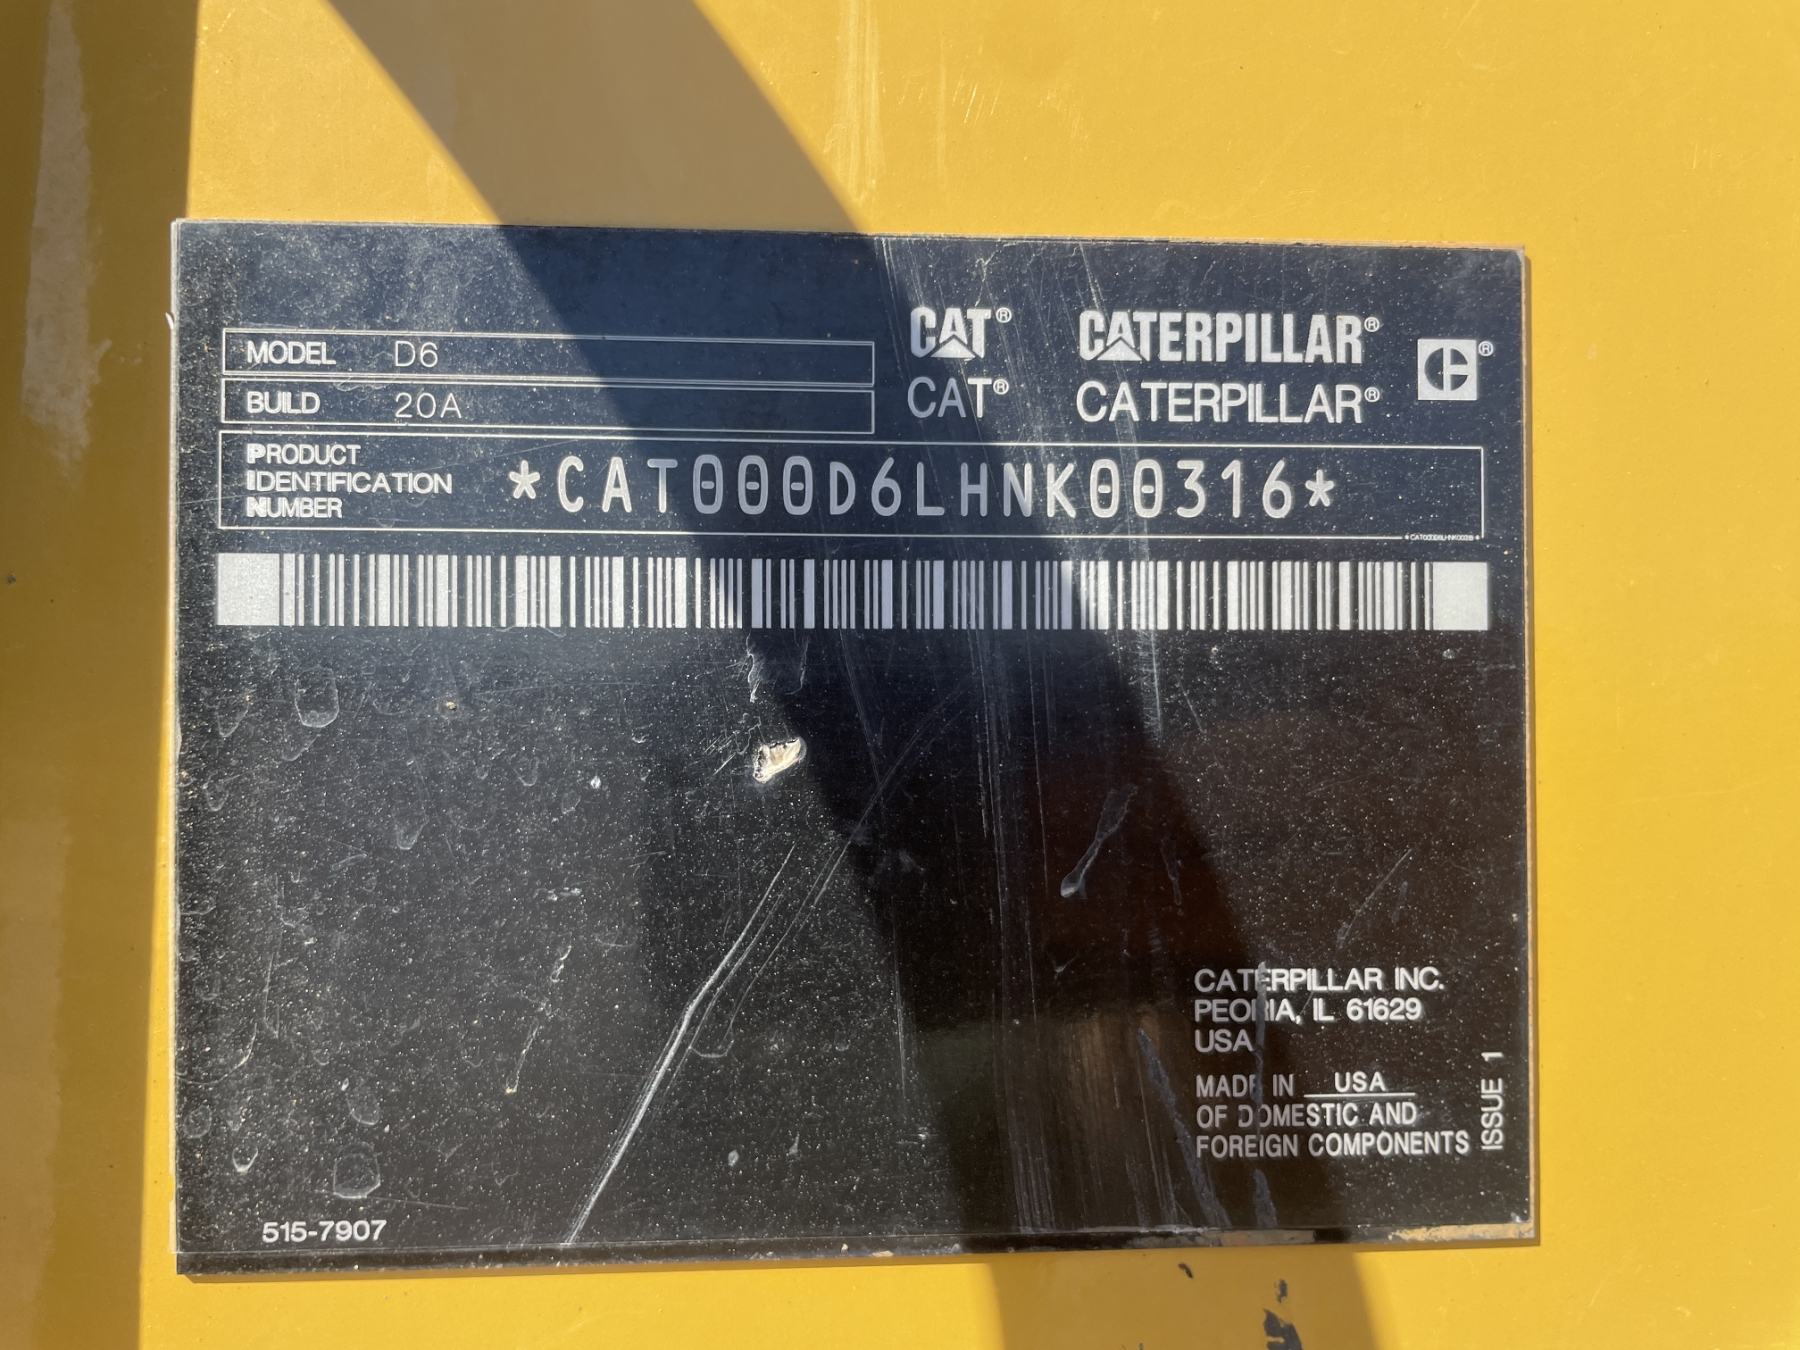 MODEL D6
BUILD 20A
CAT® CATERPILLAR®
CAT® CATERPILLAR®
PRODUCT
IDENTIFICATION
NUMBER
*CAT000D6LHNK00316*
CATERPILLAR INC.
PEORIA, IL 61629
USA
MADE IN USA
OF DOMESTIC AND
FOREIGN COMPONENTS
ISSUE 1
515-7907